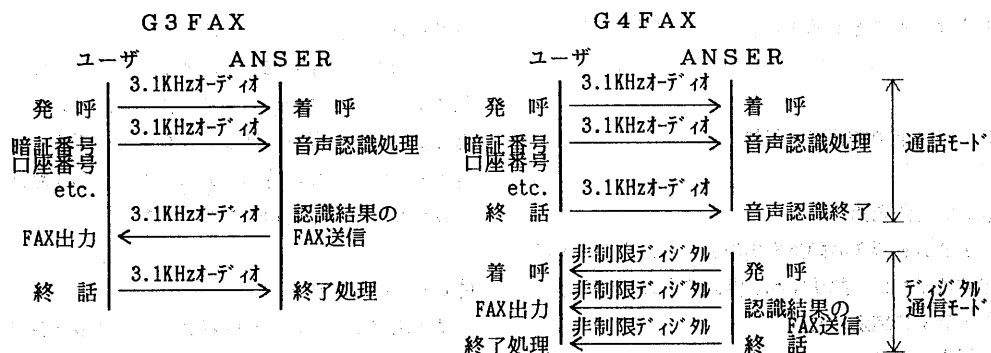 G3FAX
ユーザ ANSER
3.1KHzオーディオ
発呼 着呼
3.1KHzオーディオ
暗証番号 音声認識処理
口座番号
etc.
3.1KHzオーディオ 認識結果の
FAX出力 FAX送信
3.1KHzオーディオ
終話 終了処理
G4FAX
ユーザ ANSER
3.1KHzオーディオ
発呼 着呼
3.1KHzオーディオ
暗証番号 音声認識処理 通話モード
口座番号
etc.
3.1KHzオーディオ
終話 音声認識終了
非制限ディジタル
着呼 発呼
非制限ディジタル ディジタル
FAX出力 認識結果の 通信モード
非制限ディジタル FAX送信
終了処理 終話